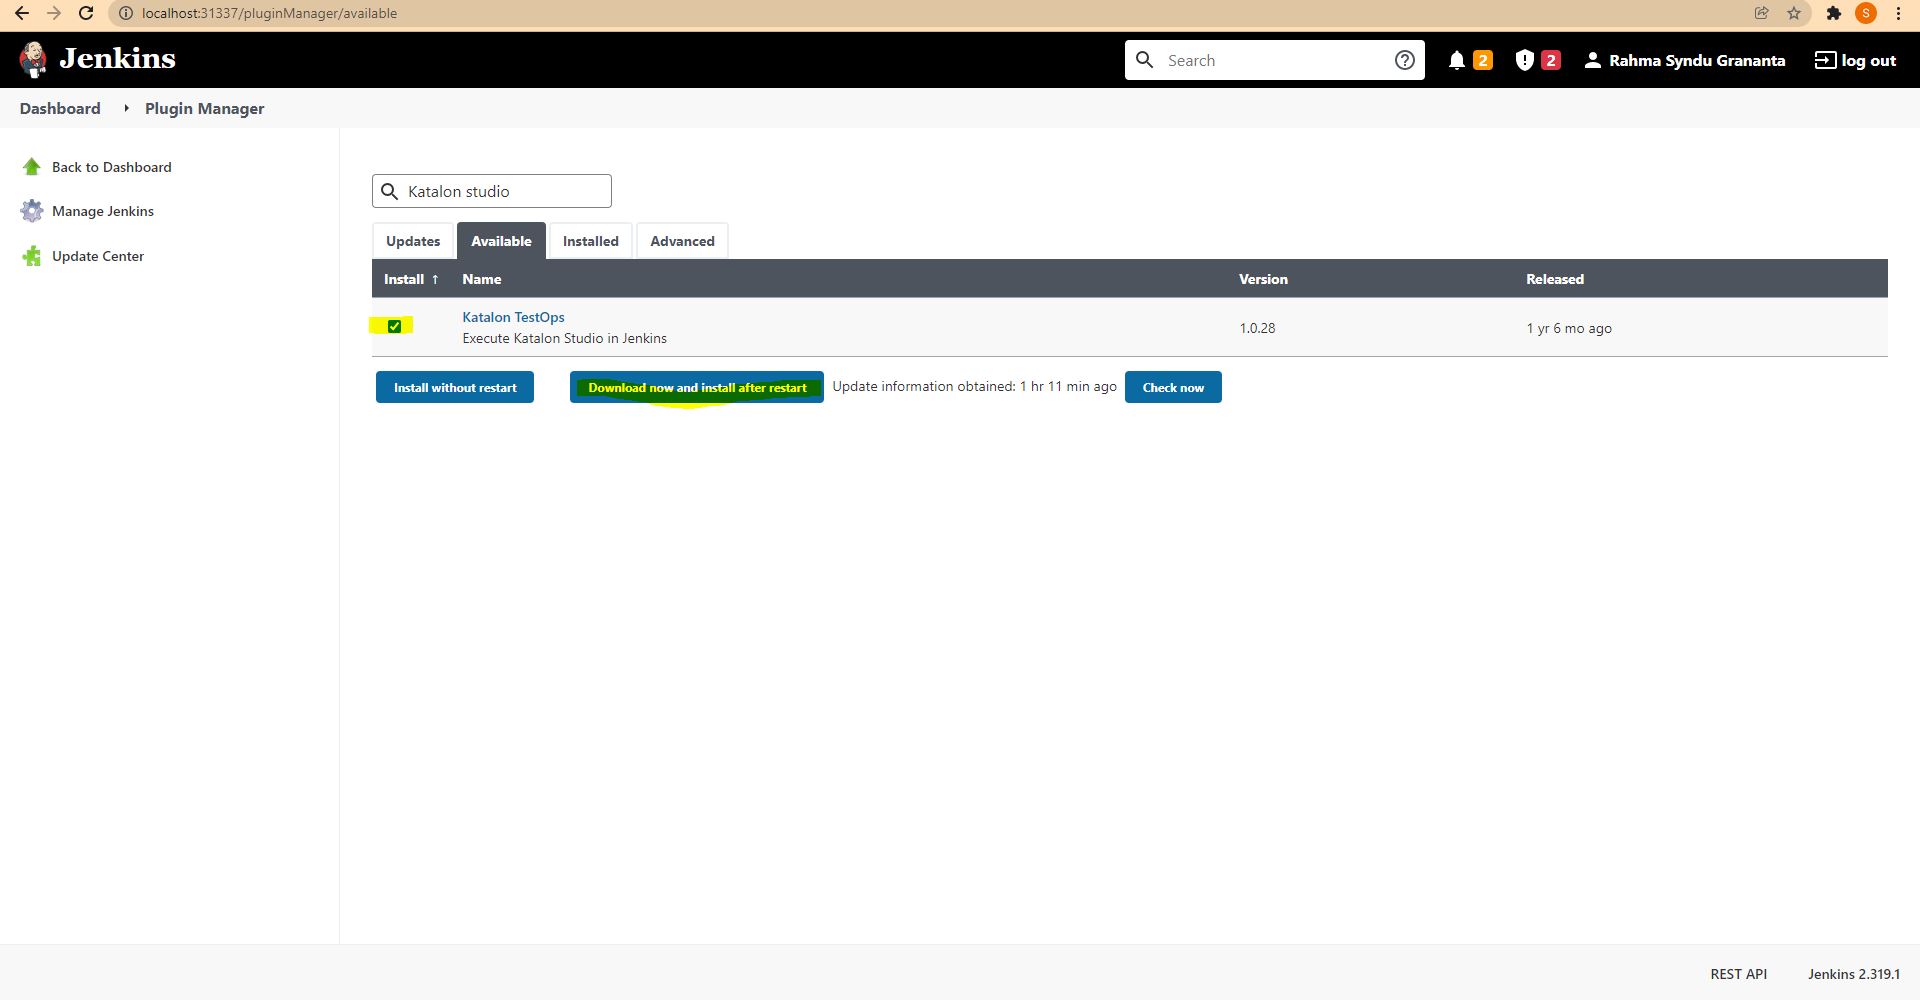 localhost:31337/pluginManager/available
S
Jenkins
Search
2
2
Rahma Syndu Grananta
log out
Dashboard
Plugin Manager
Back to Dashboard
Manage Jenkins
Update Center
Katalon studio
Updates
Available
Installed
Advanced
Install ↑
Name
Version
Released
Katalon TestOps
Execute Katalon Studio in Jenkins
1.0.28
1 yr 6 mo ago
Install without restart
Download now and install after restart
Update information obtained: 1 hr 11 min ago
Check now
REST API
Jenkins 2.319.1